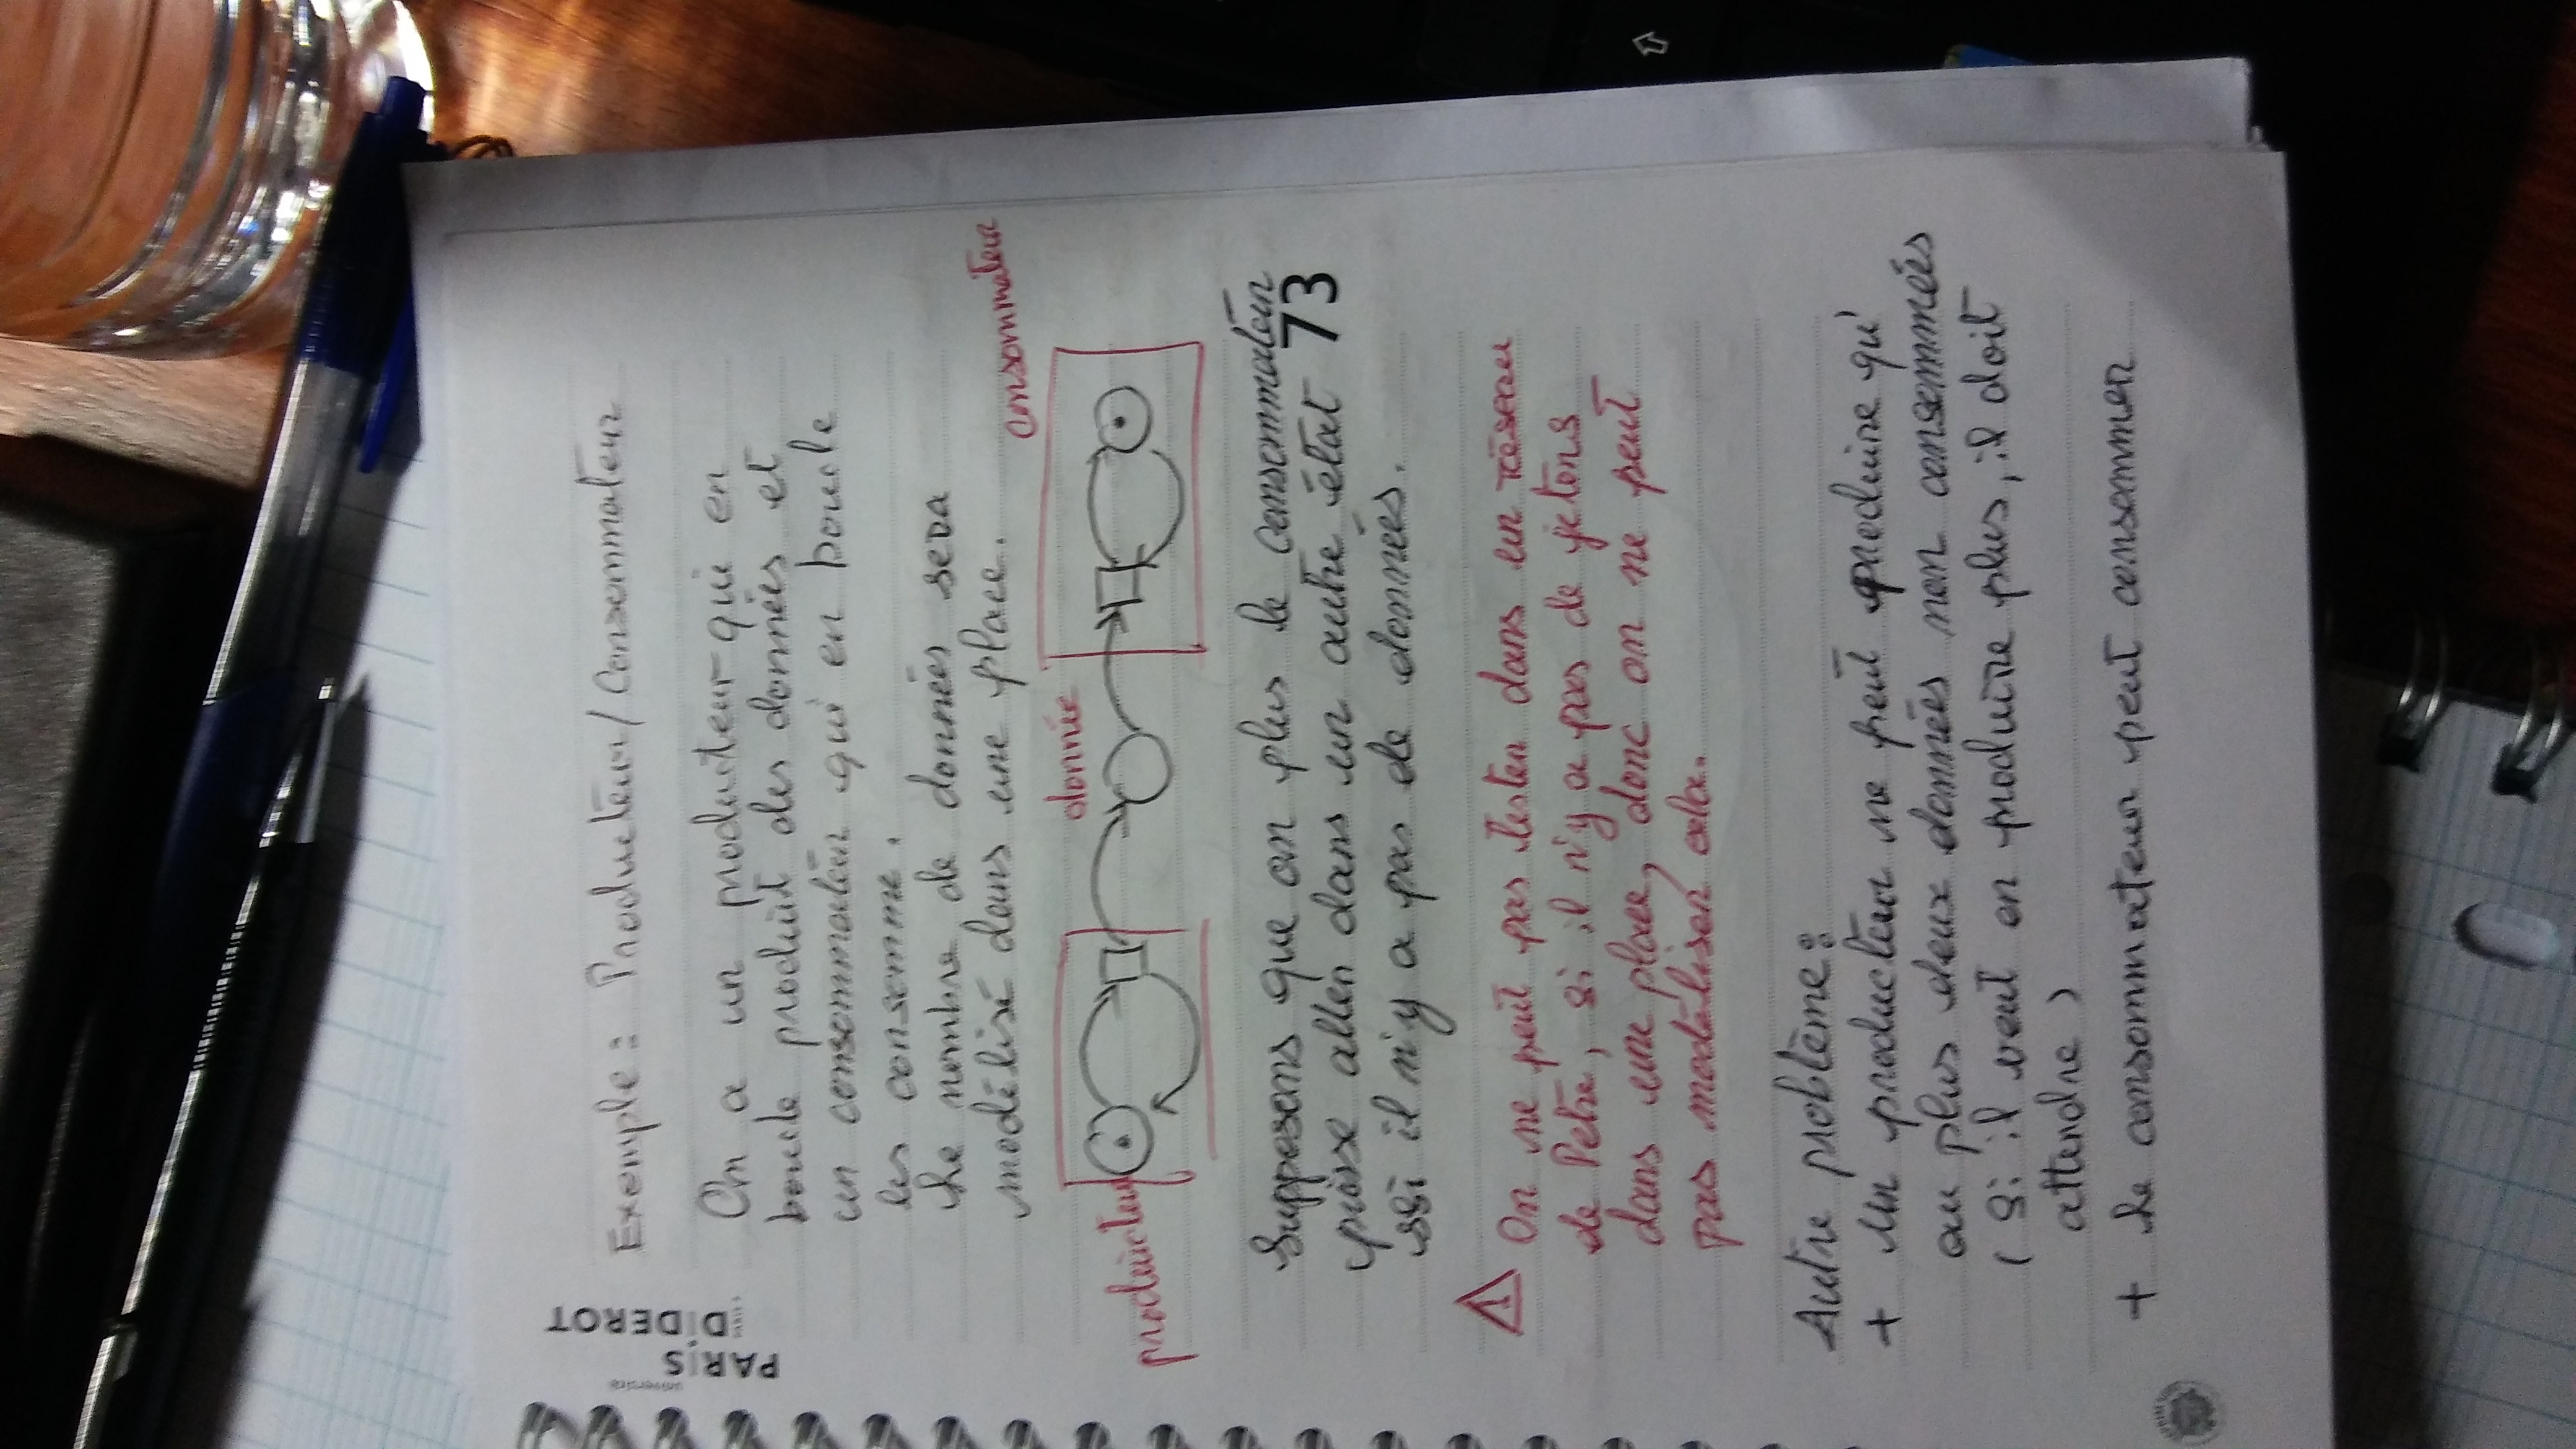 université
PARIS
DIDEROT
Exemple : Producteur / Consommateur
On a un producteur qui en
boucle produit des données et
un consommateur qui en boucle
les consomme.
Le nombre de données sera
modélisé dans une place.
consommateur
donnée
producteur
Supposons que on plus le consommateur
puisse aller dans un autre état
73
ssi il n'y a pas de données.
! On ne peut pas tester dans un réseau
de Petre, si il n'y a pas de jetons
dans une place, donc on ne peut
pas modéliser cela.
Autre problème :
+ Un producteur ne peut produire qu'
au plus deux données non consommées
( Si il veut en produire plus, il doit
attendre )
+ Le consommateur peut consommer